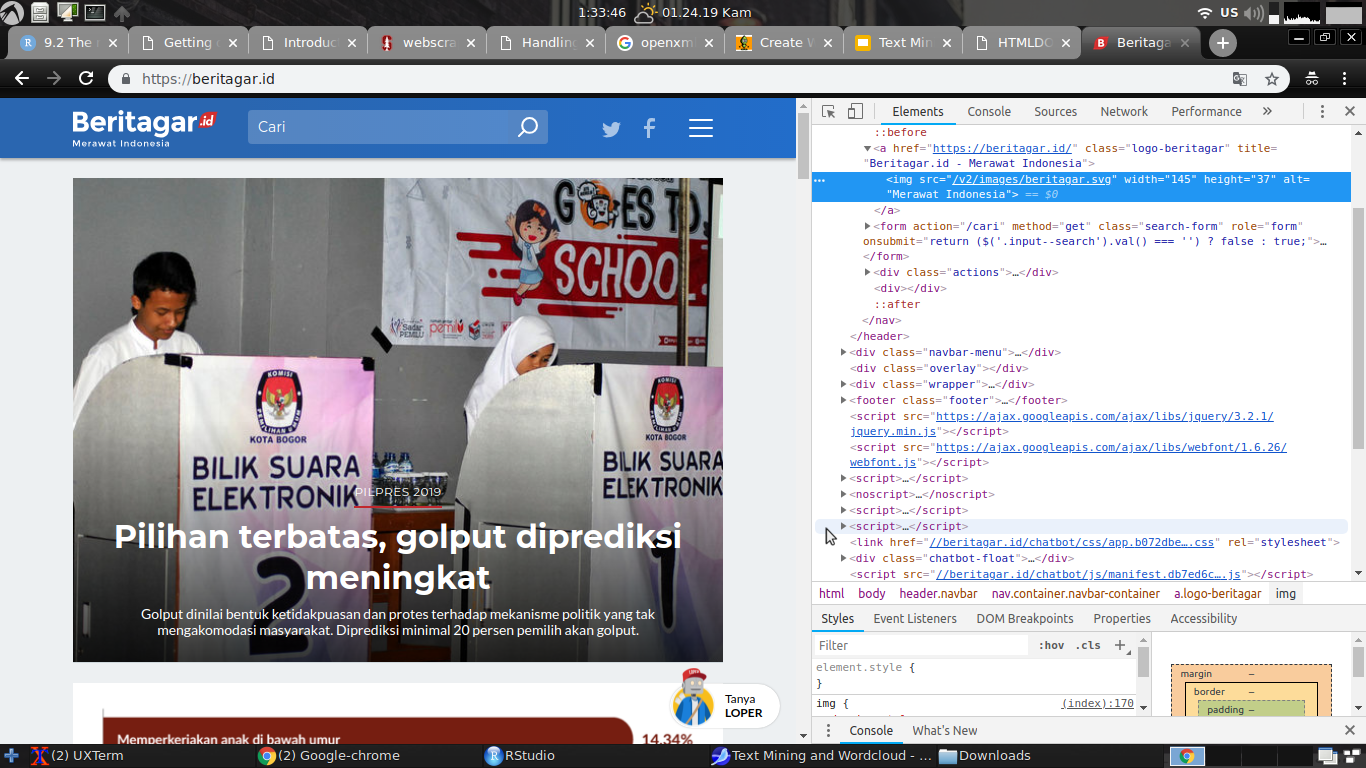 1:33:46
01.24.19 Kam
US
9.2 The r
Getting
Introduc
webscra
Handlin
openxm
Create W
Text Min
HTMLDO
Beritaga
https://beritagar.id
Beritagar.id
Merawat Indonesia
Cari
GOES TO
SCHOOL
KOMISI
PEMILIHAN UMUM
KOTA BOGOR
BILIK SUARA
ELEKTRONIK
2
KOTA BOGOR
BILIK SUARA
ELEKTRONIK
1
PILPRES 2019
Pilihan terbatas, golput diprediksi
meningkat
Golput dinilai bentuk ketidakpuasan dan protes terhadap mekanisme politik yang tak
mengakomodasi masyarakat. Diprediksi minimal 20 persen pemilih akan golput.
Tanya
LOPER
Memperkerjakan anak di bawah umur
14,34%
Elements
Console
Sources
Network
Performance
»
::before
<a href="https://beritagar.id/" class="logo-beritagar" title=
"Beritagar.id - Merawat Indonesia">
<img src="/v2/images/beritagar.svg" width="145" height="37" alt=
"Merawat Indonesia"> == $0
</a>
<form action="/cari" method="get" class="search-form" role="form"
onsubmit="return ($('.input--search').val() === '') ? false : true;">…
</form>
<div class="actions">…</div>
<div></div>
::after
</nav>
</header>
<div class="navbar-menu">…</div>
<div class="overlay"></div>
<div class="wrapper">…</div>
<footer class="footer">…</footer>
<script src="https://ajax.googleapis.com/ajax/libs/jquery/3.2.1/
jquery.min.js"></script>
<script src="https://ajax.googleapis.com/ajax/libs/webfont/1.6.26/
webfont.js"></script>
<script>…</script>
<noscript>…</noscript>
<script>…</script>
<script>…</script>
<link href="//beritagar.id/chatbot/css/app.b072dbe….css" rel="stylesheet">
<div class="chatbot-float">…</div>
<script src="//beritagar.id/chatbot/js/manifest.db7ed6c….js"></script>
html
body
header.navbar
nav.container.navbar-container
a.logo-beritagar
img
Styles
Event Listeners
DOM Breakpoints
Properties
Accessibility
Filter
:hov
.cls
+
element.style {
}
img {
(index):170
margin
–
border
–
padding
–
Console
What's New
(2) UXTerm
(2) Google-chrome
RStudio
Text Mining and Wordcloud - ...
Downloads